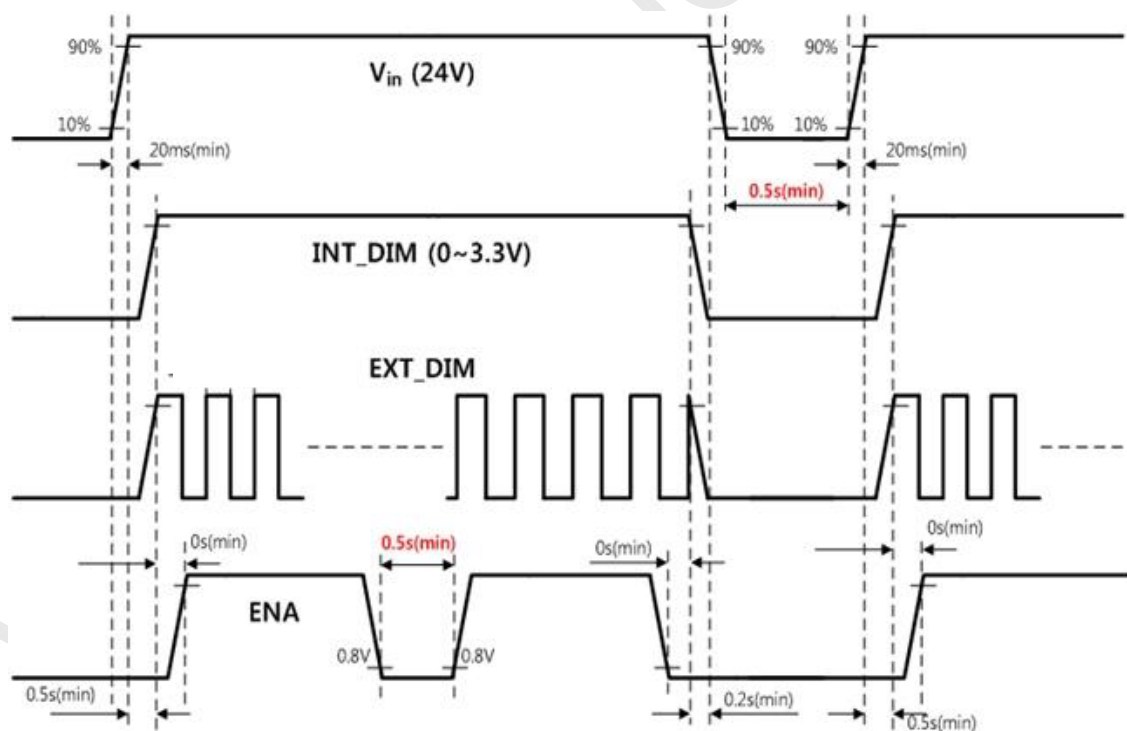 90%
V_in (24V)
90%
90%
10%
10%
10%
20ms(min)
20ms(min)
0.5s(min)
INT_DIM (0~3.3V)
EXT_DIM
0s(min)
0.5s(min)
0s(min)
0s(min)
ENA
0.8V
0.8V
0.5s(min)
0.2s(min)
0.5s(min)